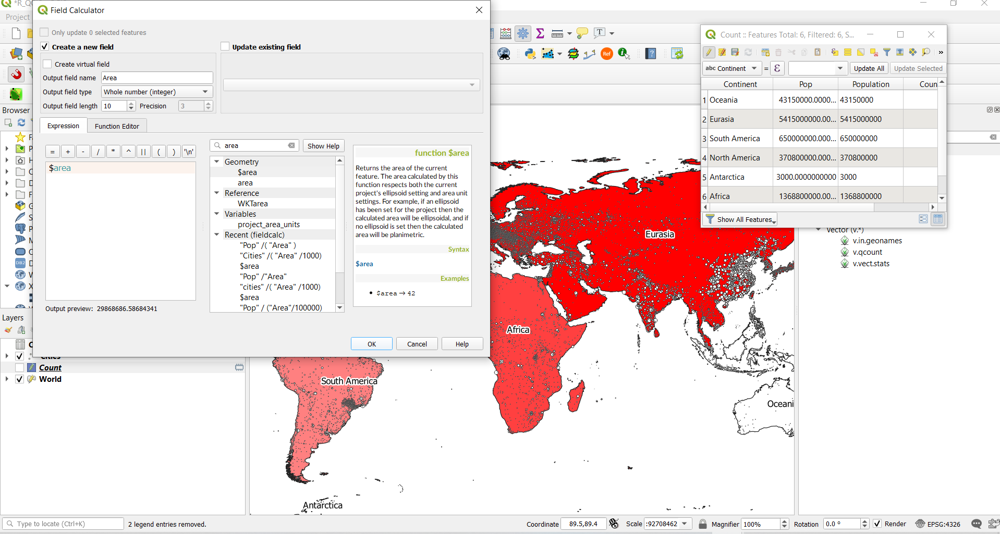 *R_QC
Field Calculator
Project
Only update 0 selected features
Create a new field
Update existing field
Create virtual field
Output field name Area
Output field type Whole number (integer)
Output field length 10 Precision 3
Expression Function Editor
= + - / * ^ || ( ) '\n'
area
Show Help
$area
Geometry
$area
area
Reference
WKTarea
Variables
project_area_units
Recent (fieldcalc)
"Pop" /( "Area" )
"Cities" /( "Area" /1000)
$area
"Pop" /"Area"
"cities" /( "Area" /1000)
$area
"Pop" / ("Area"/100000)
function $area
Returns the area of the current
feature. The area calculated by this
function respects both the current
project's ellipsoid setting and area unit
settings. For example, if an ellipsoid
has been set for the project then the
calculated area will be ellipsoidal, and if
no ellipsoid is set then the calculated
area will be planimetric.
Syntax
$area
Examples
$area → 42
Output preview: 29868686.58684341
OK Cancel Help
Browser
DB2
Layers
Cities
Count
World
Σ
T
Ref
Count :: Features Total: 6, Filtered: 6, S...
»
abc Continent = ε Update All Update Selected
Continent Pop Population Coun
1 Oceania 43150000.0000... 43150000
2 Eurasia 5415000000.00... 5415000000
3 South America 650000000.000... 650000000
4 North America 370800000.000... 370800000
5 Antarctica 3000.0000000000 3000
6 Africa 1368800000.00... 1368800000
Show All Features
Vector (v.*)
v.in.geonames
v.qcount
v.vect.stats
Eurasia
Africa
South America
Oceani
Antarctica
Type to locate (Ctrl+K) 2 legend entries removed. Coordinate 89.5,89.4 Scale :92708462 Magnifier 100% Rotation 0.0 ° Render EPSG:4326